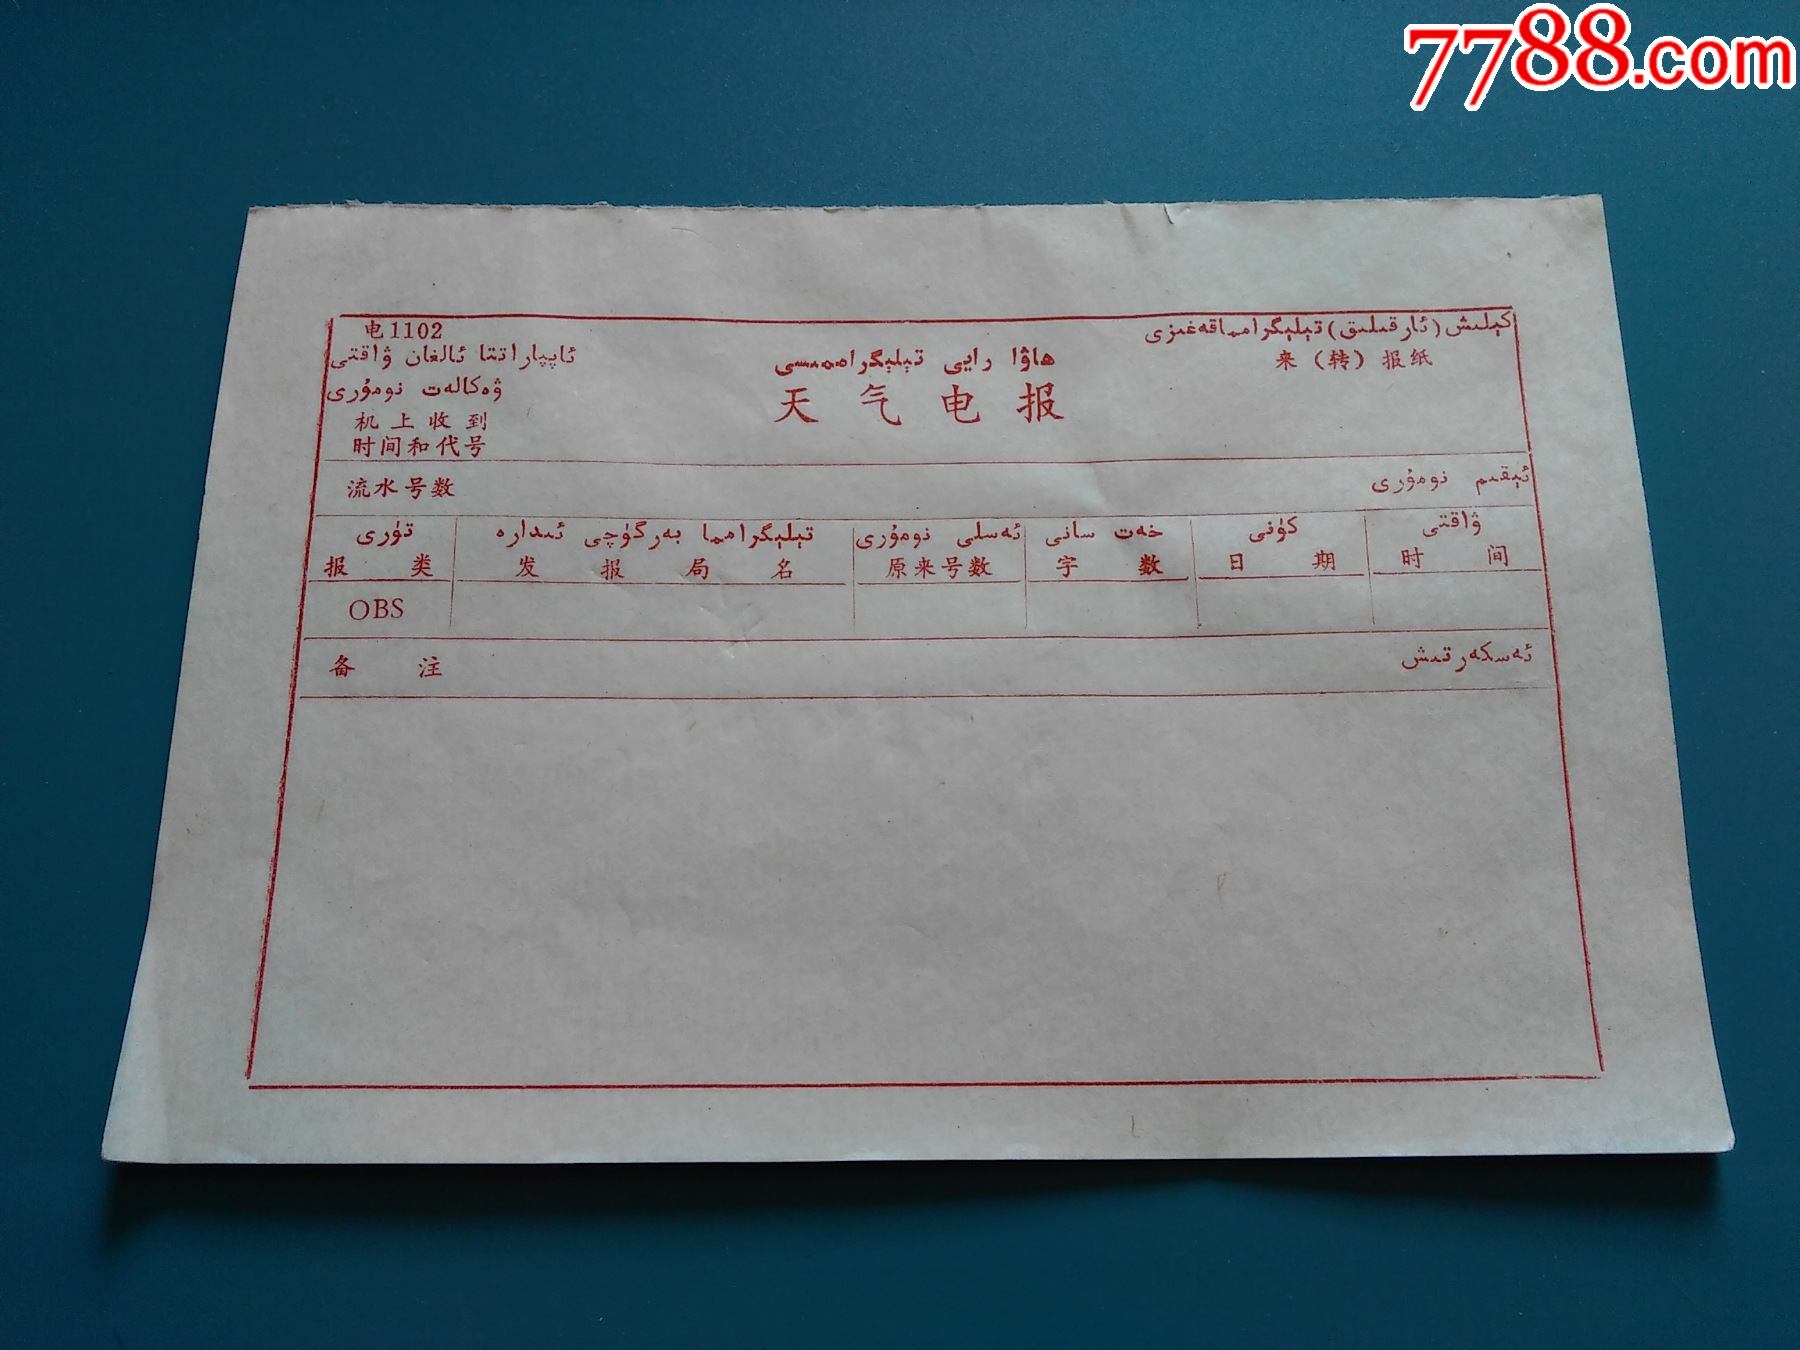 7788.com
电1102
ئاپپاراتتا ئالغان ۋاقتى
ۋەكالەت نومۇرى
机上收到
时间和代号
ھاۋا رايى تېلېگراممىسى
天气电报
كېلىش (ئارقىلىق) تېلېگرامماقەغىزى
来（转）报纸
流水号数
ئېقىم نومۇرى
تۈرى
تېلېگرامما بەرگۈچى ئىدارە
ئەسلى نومۇرى
خەت سانى
كۈنى
ۋاقتى
报类
发报局名
原来号数
字数
日期
时间
OBS
备注
ئەسكەرتىش